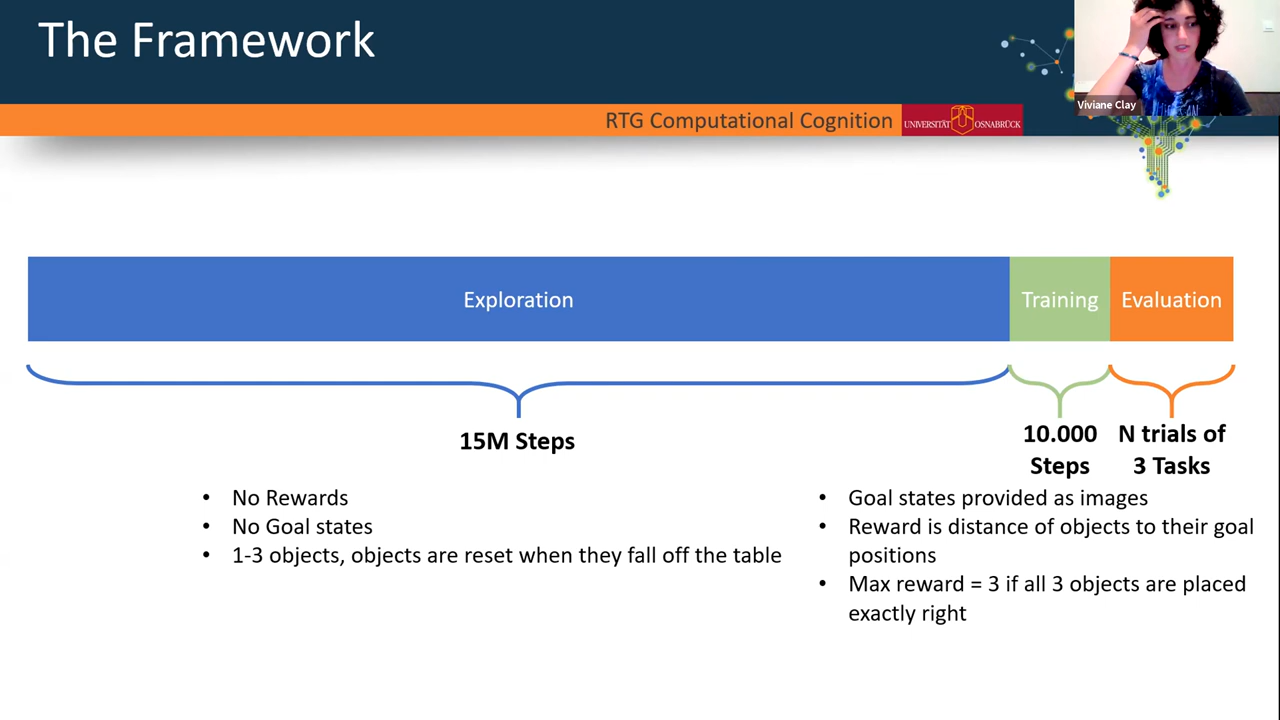 The Framework
Viviane Clay
RTG Computational Cognition
UNIVERSITÄT OSNABRÜCK
Exploration
Training
Evaluation
15M Steps
10.000
Steps
N trials of
3 Tasks
• No Rewards
• No Goal states
• 1-3 objects, objects are reset when they fall off the table
• Goal states provided as images
• Reward is distance of objects to their goal
positions
• Max reward = 3 if all 3 objects are placed
exactly right